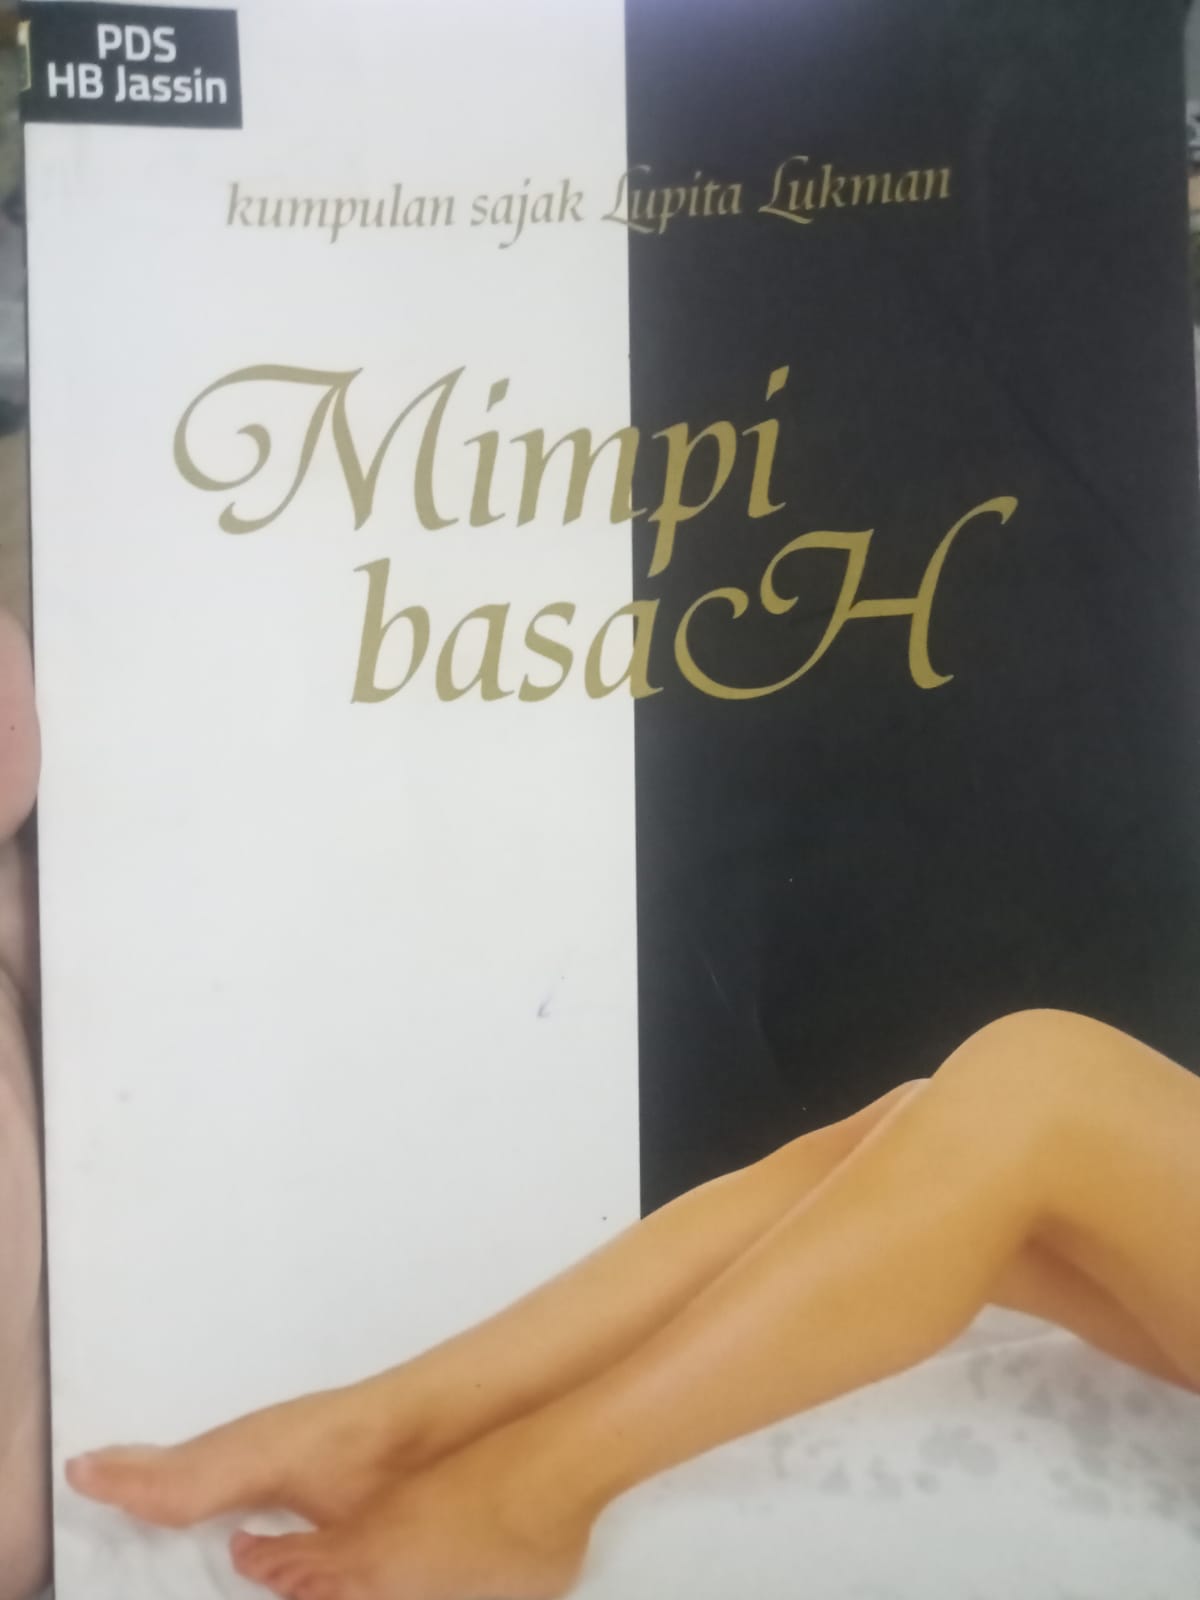 PDS
HB Jassin
kumpulan sajak Lupita Lukman
Mimpi
basaH